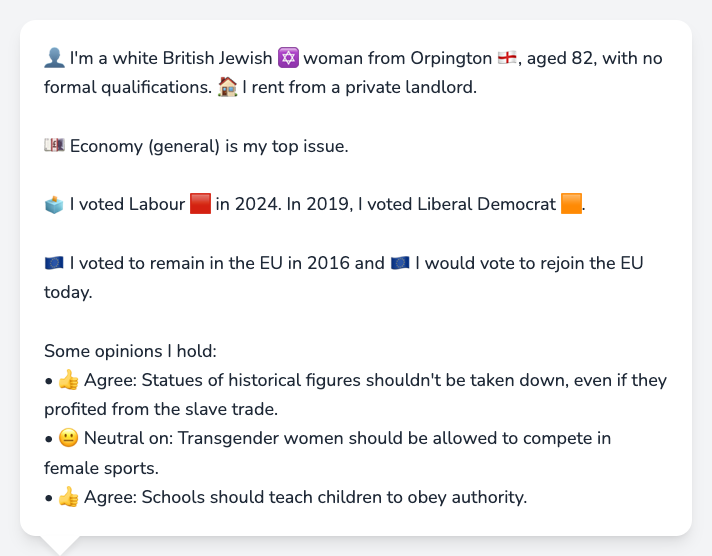 👤 I'm a white British Jewish ✡️ woman from Orpington 🏴󠁧󠁢󠁥󠁮󠁧󠁿, aged 82, with no
formal qualifications. 🏠 I rent from a private landlord.
💷 Economy (general) is my top issue.
🗳️ I voted Labour 🟥 in 2024. In 2019, I voted Liberal Democrat 🟧.
🇪🇺 I voted to remain in the EU in 2016 and 🇪🇺 I would vote to rejoin the EU
today.
Some opinions I hold:
• 👍 Agree: Statues of historical figures shouldn't be taken down, even if they
profited from the slave trade.
• 😐 Neutral on: Transgender women should be allowed to compete in
female sports.
• 👍 Agree: Schools should teach children to obey authority.